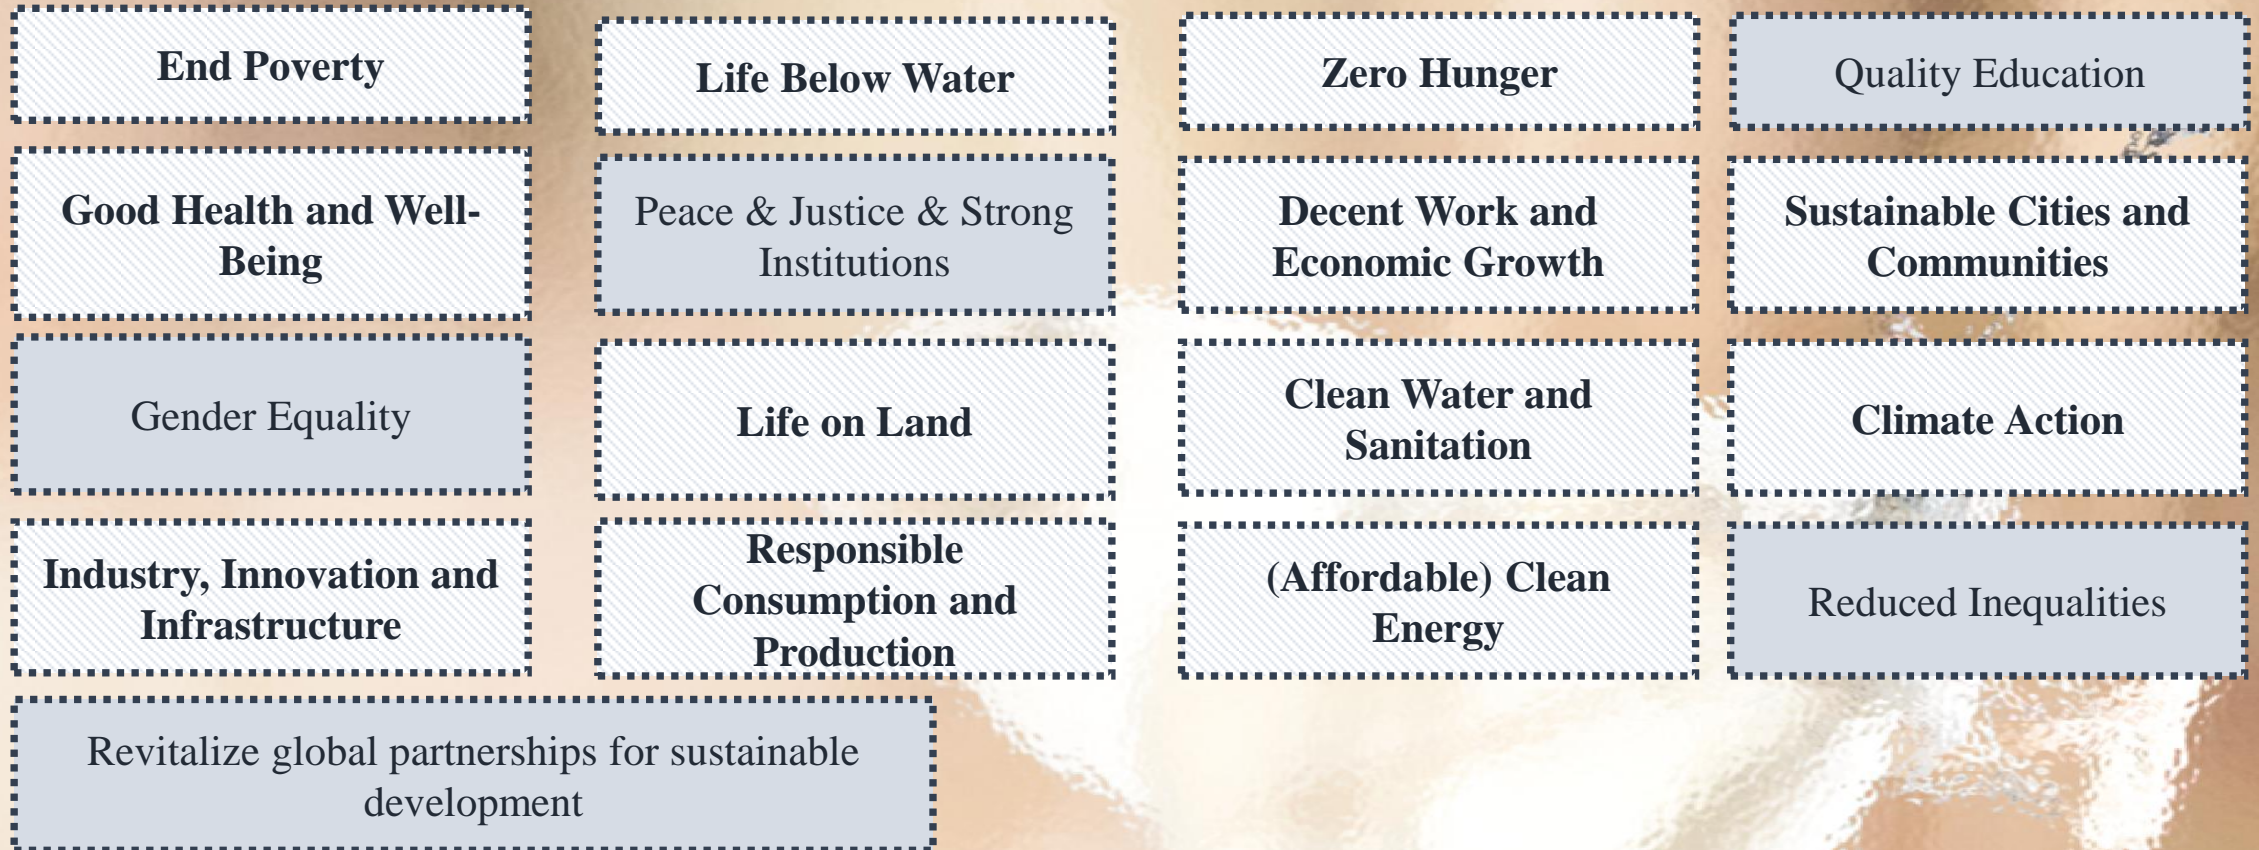 End Poverty
Life Below Water
Zero Hunger
Quality Education
Good Health and Well-
Being
Peace & Justice & Strong
Institutions
Decent Work and
Economic Growth
Sustainable Cities and
Communities
Gender Equality
Life on Land
Clean Water and
Sanitation
Climate Action
Industry, Innovation and
Infrastructure
Responsible
Consumption and
Production
(Affordable) Clean
Energy
Reduced Inequalities
Revitalize global partnerships for sustainable
development